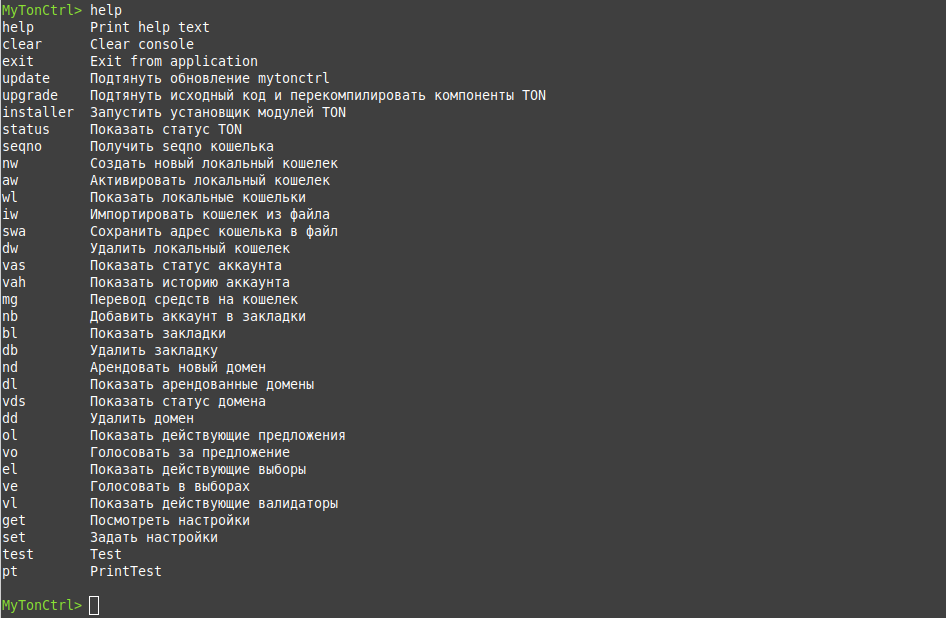 MyTonCtrl> help
help Print help text
clear Clear console
exit Exit from application
update Подтянуть обновление mytonctrl
upgrade Подтянуть исходный код и перекомпилировать компоненты TON
installer Запустить установщик модулей TON
status Показать статус TON
seqno Получить seqno кошелька
nw Создать новый локальный кошелек
aw Активировать локальный кошелек
wl Показать локальные кошельки
iw Импортировать кошелек из файла
swa Сохранить адрес кошелька в файл
dw Удалить локальный кошелек
vas Показать статус аккаунта
vah Показать историю аккаунта
mg Перевод средств на кошелек
nb Добавить аккаунт в закладки
bl Показать закладки
db Удалить закладку
nd Арендовать новый домен
dl Показать арендованные домены
vds Показать статус домена
dd Удалить домен
ol Показать действующие предложения
vo Голосовать за предложение
el Показать действующие выборы
ve Голосовать в выборах
vl Показать действующие валидаторы
get Посмотреть настройки
set Задать настройки
test Test
pt PrintTest
MyTonCtrl>